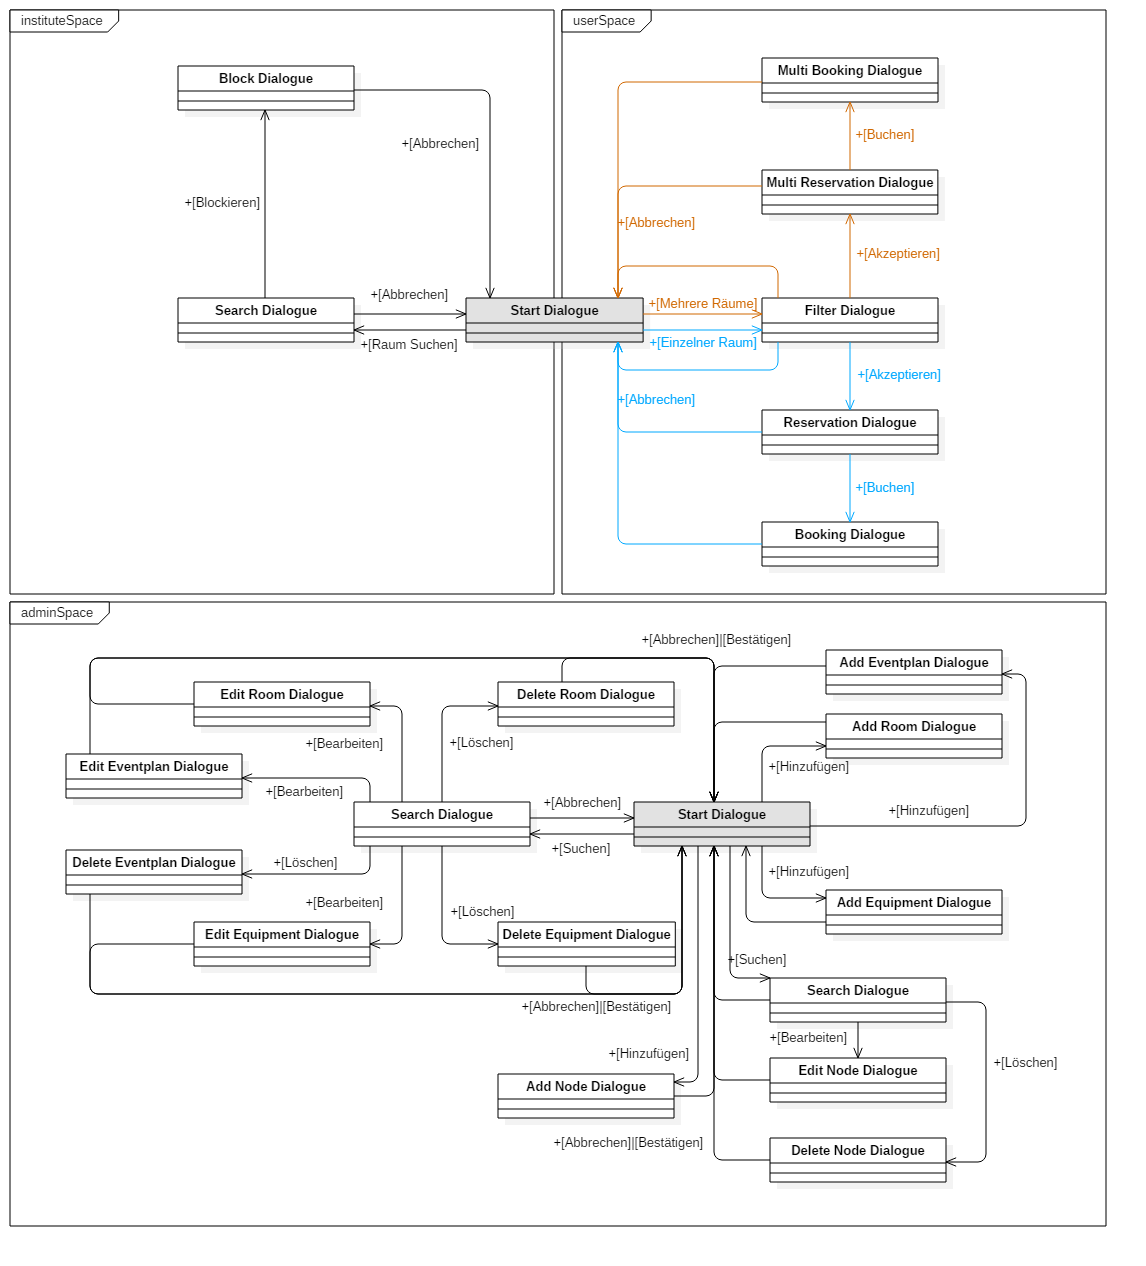 instituteSpace
Block Dialogue
+[Abbrechen]
+[Blockieren]
+[Abbrechen]
Search Dialogue
+[Raum Suchen]
Start Dialogue
userSpace
Multi Booking Dialogue
+[Buchen]
Multi Reservation Dialogue
+[Abbrechen]
+[Akzeptieren]
+[Mehrere Räume]
Filter Dialogue
+[Einzelner Raum]
+[Akzeptieren]
+[Abbrechen]
Reservation Dialogue
+[Buchen]
Booking Dialogue
adminSpace
+[Abbrechen]|[Bestätigen]
Add Eventplan Dialogue
Edit Room Dialogue
Delete Room Dialogue
Add Room Dialogue
+[Bearbeiten]
+[Löschen]
Edit Eventplan Dialogue
+[Hinzufügen]
+[Bearbeiten]
+[Abbrechen]
+[Hinzufügen]
Search Dialogue
Start Dialogue
+[Suchen]
Delete Eventplan Dialogue
+[Löschen]
+[Hinzufügen]
+[Bearbeiten]
+[Löschen]
Add Equipment Dialogue
Edit Equipment Dialogue
Delete Equipment Dialogue
+[Suchen]
Search Dialogue
+[Abbrechen]|[Bestätigen]
+[Bearbeiten]
+[Hinzufügen]
+[Löschen]
Edit Node Dialogue
Add Node Dialogue
+[Abbrechen]|[Bestätigen]
Delete Node Dialogue